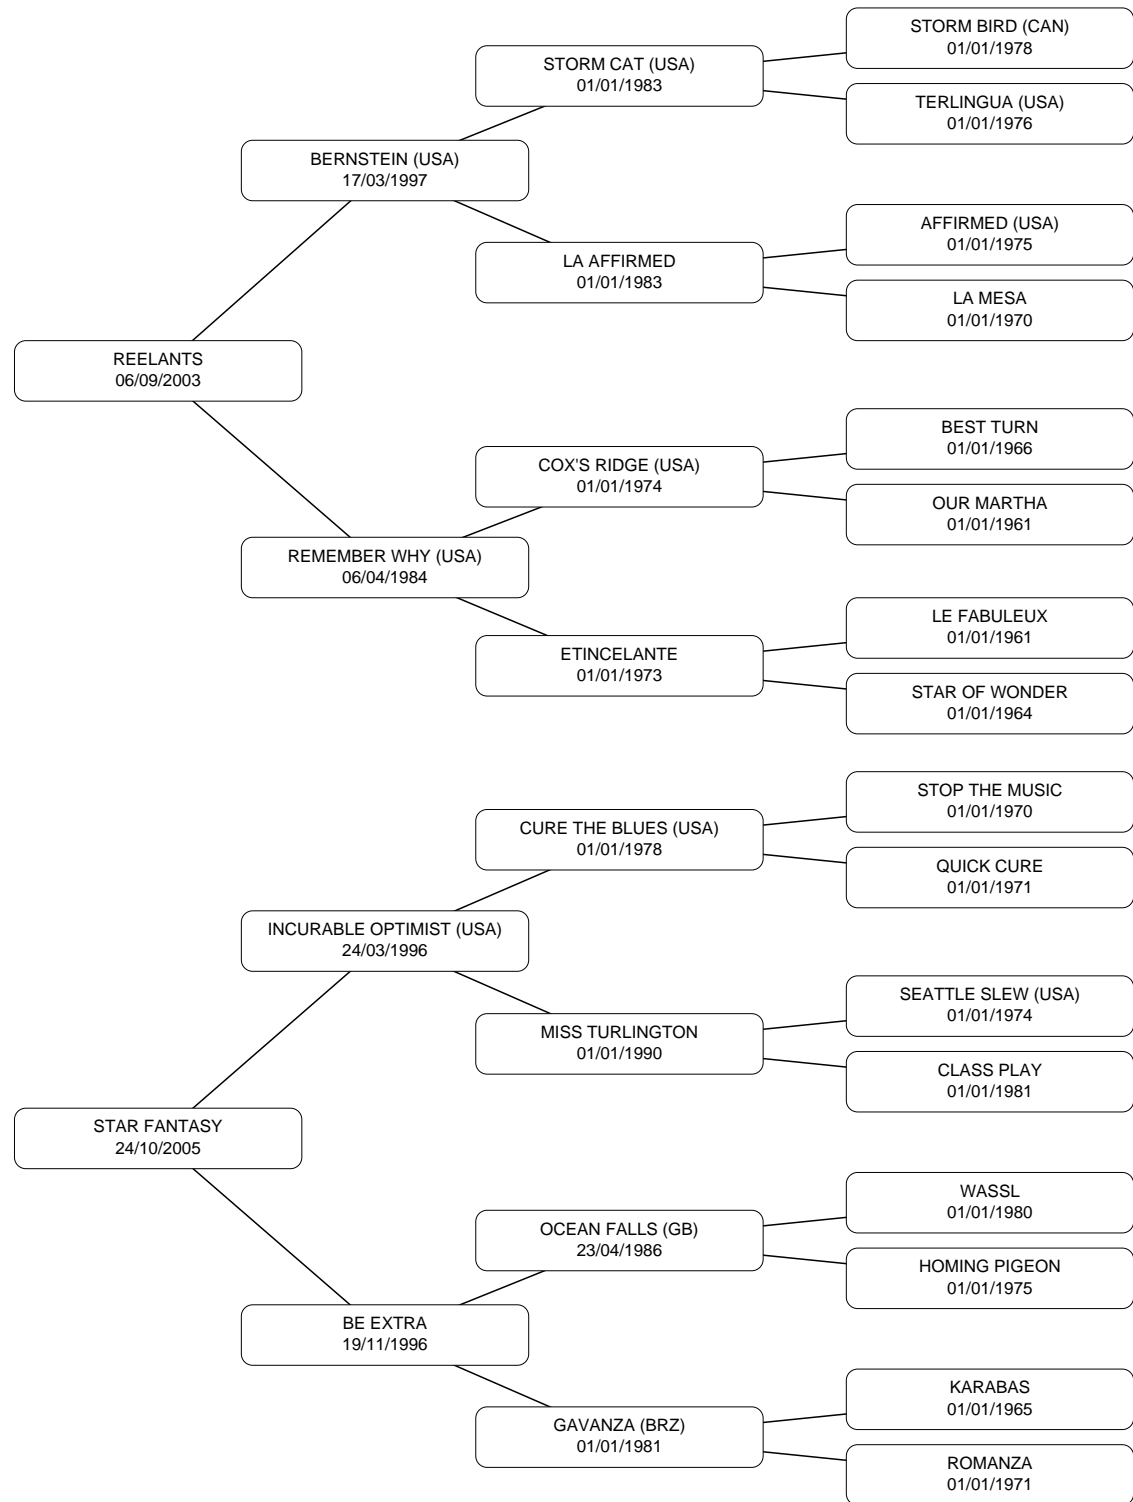 STORM BIRD (CAN)
01/01/1978
STORM CAT (USA)
01/01/1983
TERLINGUA (USA)
01/01/1976
BERNSTEIN (USA)
17/03/1997
AFFIRMED (USA)
01/01/1975
LA AFFIRMED
01/01/1983
LA MESA
01/01/1970
REELANTS
06/09/2003
BEST TURN
01/01/1966
COX'S RIDGE (USA)
01/01/1974
OUR MARTHA
01/01/1961
REMEMBER WHY (USA)
06/04/1984
LE FABULEUX
01/01/1961
ETINCELANTE
01/01/1973
STAR OF WONDER
01/01/1964
STOP THE MUSIC
01/01/1970
CURE THE BLUES (USA)
01/01/1978
QUICK CURE
01/01/1971
INCURABLE OPTIMIST (USA)
24/03/1996
SEATTLE SLEW (USA)
01/01/1974
MISS TURLINGTON
01/01/1990
CLASS PLAY
01/01/1981
STAR FANTASY
24/10/2005
WASSL
01/01/1980
OCEAN FALLS (GB)
23/04/1986
HOMING PIGEON
01/01/1975
BE EXTRA
19/11/1996
KARABAS
01/01/1965
GAVANZA (BRZ)
01/01/1981
ROMANZA
01/01/1971